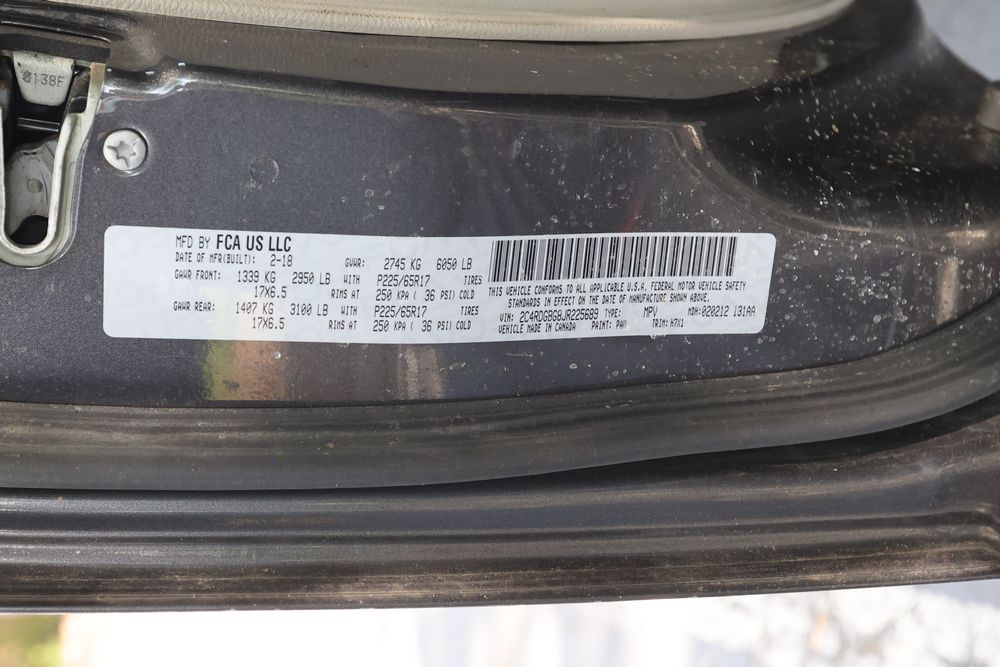 0138F
MFD BY FCA US LLC
DATE OF MFR(BUILT): 2-18 GVWR: 2745 KG 6050 LB
GAWR FRONT: 1339 KG 2950 LB WITH P225/65R17 TIRES
17X6.5 RIMS AT 250 KPA ( 36 PSI) COLD
GAWR REAR: 1407 KG 3100 LB WITH P225/65R17 TIRES
17X6.5 RIMS AT 250 KPA ( 36 PSI) COLD
THIS VEHICLE CONFORMS TO ALL APPLICABLE U.S.A. FEDERAL MOTOR VEHICLE SAFETY
STANDARDS IN EFFECT ON THE DATE OF MANUFACTURE SHOWN ABOVE.
VIN: 2C4RDGBG8JR225689 TYPE: MPV MDH:020212 131AA
VEHICLE MADE IN CANADA PAINT: PAW TRIM: H7X1